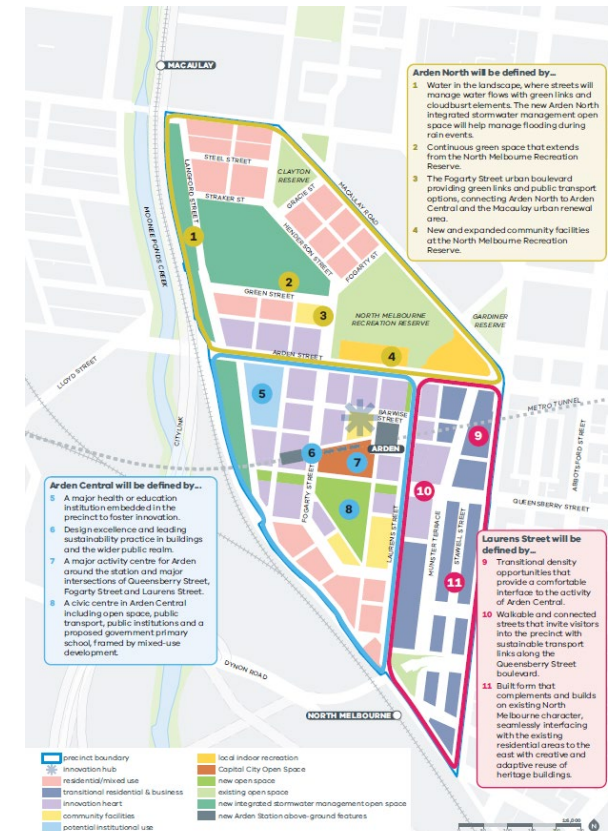 MACAULAY
Arden North will be defined by...
1 Water in the landscape, where streets will
manage water flows with green links and
cloudbusrt elements. The new Arden North
integrated stormwater management open
space will help manage flooding during
rain events.
2 Continuous green space that extends
from the North Melbourne Recreation
Reserve.
3 The Fogarty Street urban boulevard
providing green links and public transport
options, connecting Arden North to Arden
Central and the Macaulay urban renewal
area.
4 New and expanded community facilities
at the North Melbourne Recreation
Reserve.
STEEL STREET
CLAYTON
RESERVE
LANGFORD STREET
STRAKER ST
GRACIE ST
MACAULAY ROAD
HENDERSON STREET
FOGARTY ST
MOONEE PONDS CREEK
1
2
GREEN STREET
3
NORTH MELBOURNE
RECREATION RESERVE
GARDINER
RESERVE
4
ARDEN STREET
LLOYD STREET
CITYLINK
5
BARWISE
STREET
METRO TUNNEL
ABBOTSFORD STREET
9
6
ARDEN
7
10
FOGARTY STREET
8
LAURENS STREET
MUNSTER TERRACE
STAWELL STREET
QUEENSBERRY STREET
11
Arden Central will be defined by...
5 A major health or education
institution embedded in the
precinct to foster innovation.
6 Design excellence and leading
sustainability practice in buildings
and the wider public realm.
7 A major activity centre for Arden
around the station and major
intersections of Queensberry Street,
Fogarty Street and Laurens Street.
8 A civic centre in Arden Central
including open space, public
transport, public institutions and a
proposed government primary
school, framed by mixed-use
development.
Laurens Street will be
defined by...
9 Transitional density
opportunities that
provide a comfortable
interface to the activity
of Arden Central.
10 Walkable and connected
streets that invite visitors
into the precinct with
sustainable transport
links along the
Queensberry Street
boulevard.
11 Built form that
complements and builds
on existing North
Melbourne character,
seamlessly interfacing
with the existing
residential areas to the
east with creative and
adaptive reuse of
heritage buildings.
DYNON ROAD
NORTH MELBOURNE
precinct boundary
innovation hub
residential/mixed use
transitional residential & business
innovation heart
community facilities
potential institutional use
local indoor recreation
Capital City Open Space
new open space
existing open space
new integrated stormwater management open space
new Arden Station above-ground features
N